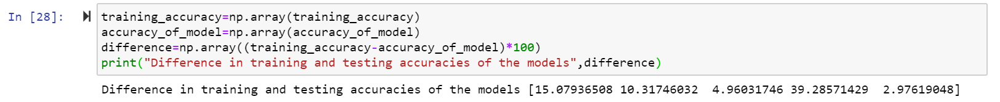 In [28]: training_accuracy=np.array(training_accuracy)
accuracy_of_model=np.array(accuracy_of_model)
difference=np.array((training_accuracy-accuracy_of_model)*100)
print("Difference in training and testing accuracies of the models",difference)
Difference in training and testing accuracies of the models [15.07936508 10.31746032  4.96031746 39.28571429  2.97619048]